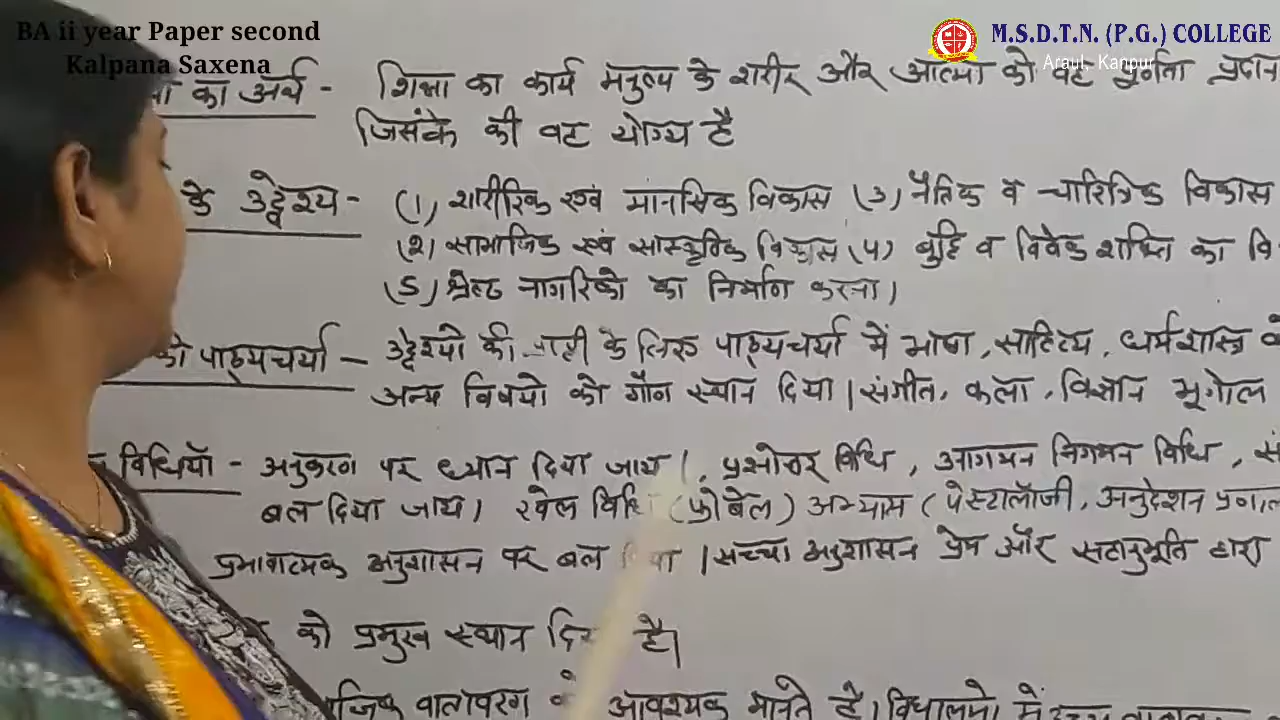 BA ii year Paper second
Kalpana Saxena
M.S.D.T.N. (P.G.) COLLEGE
Araul, Kanpur
का अर्थ - शिक्षा का कार्य मनुष्य के शरीर और आत्मा को वह पूर्णता प्रदान
जिसके की वह योग्य है
के उद्देश्य - (1) शारीरिक एवं मानसिक विकास (3) नैतिक व चारित्रिक विकास
(2) सामाजिक एवं सांस्कृतिक विकास (4) बुद्धि व विवेक शक्ति का वि
(5) श्रेष्ठ नागरिको का निर्माण करना।
की पाठ्यचर्या - उद्देश्यो की के लिए पाठ्यचर्या में भाषा, साहित्य, धर्मशास्त्र
अन्य विषयो को गौण स्थान दिया। संगीत, कला, विज्ञान भूगोल
विधियाँ - अनुकरण पर ध्यान दिया जाय।, प्रश्नोत्तर विधि, आगमन निगमन विधि,
बल दिया जाय। खेल विधि (फ्रोबेल) अभ्यास (पेस्टालॉजी, अनुदेशन
प्रभावात्मक अनुशासन पर बल दिया। सच्चा अनुशासन प्रेम और सहानुभूति द्वारा
को प्रमुख स्थान दिया है।
वातावरण आवश्यक मानते है। विद्यालयो में